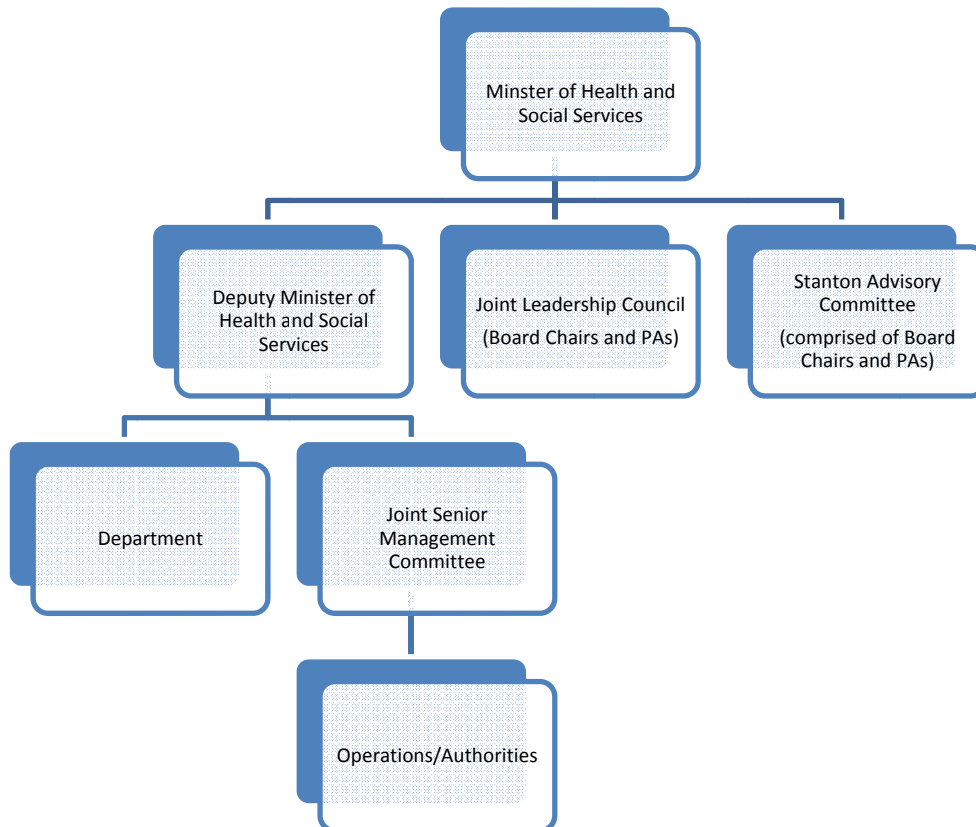 Minster of Health and
Social Services
Deputy Minister of
Health and Social
Services
Joint Leadership Council
(Board Chairs and PAs)
Stanton Advisory
Committee
(comprised of Board
Chairs and PAs)
Department
Joint Senior
Management
Committee
Operations/Authorities